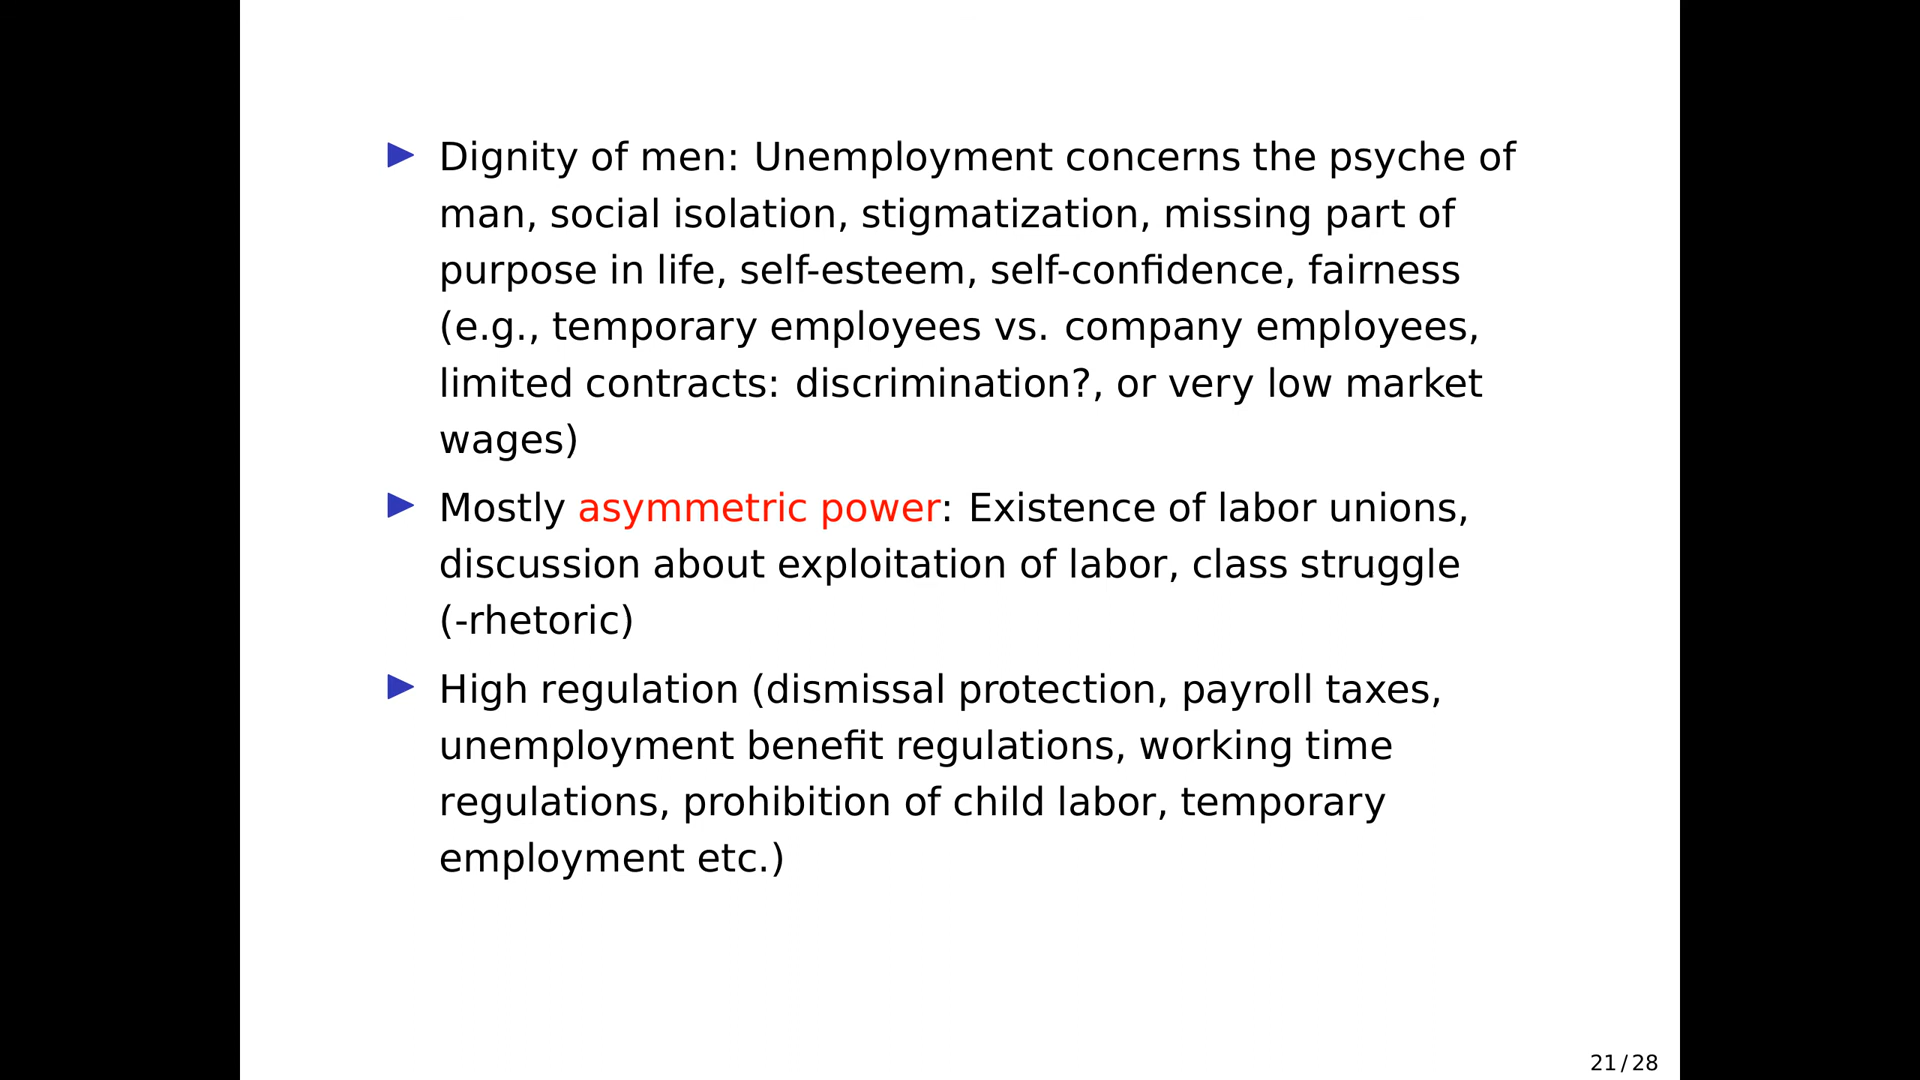 ▶ Dignity of men: Unemployment concerns the psyche of
man, social isolation, stigmatization, missing part of
purpose in life, self-esteem, self-confidence, fairness
(e.g., temporary employees vs. company employees,
limited contracts: discrimination?, or very low market
wages)
▶ Mostly asymmetric power: Existence of labor unions,
discussion about exploitation of labor, class struggle
(-rhetoric)
▶ High regulation (dismissal protection, payroll taxes,
unemployment benefit regulations, working time
regulations, prohibition of child labor, temporary
employment etc.)
21 / 28